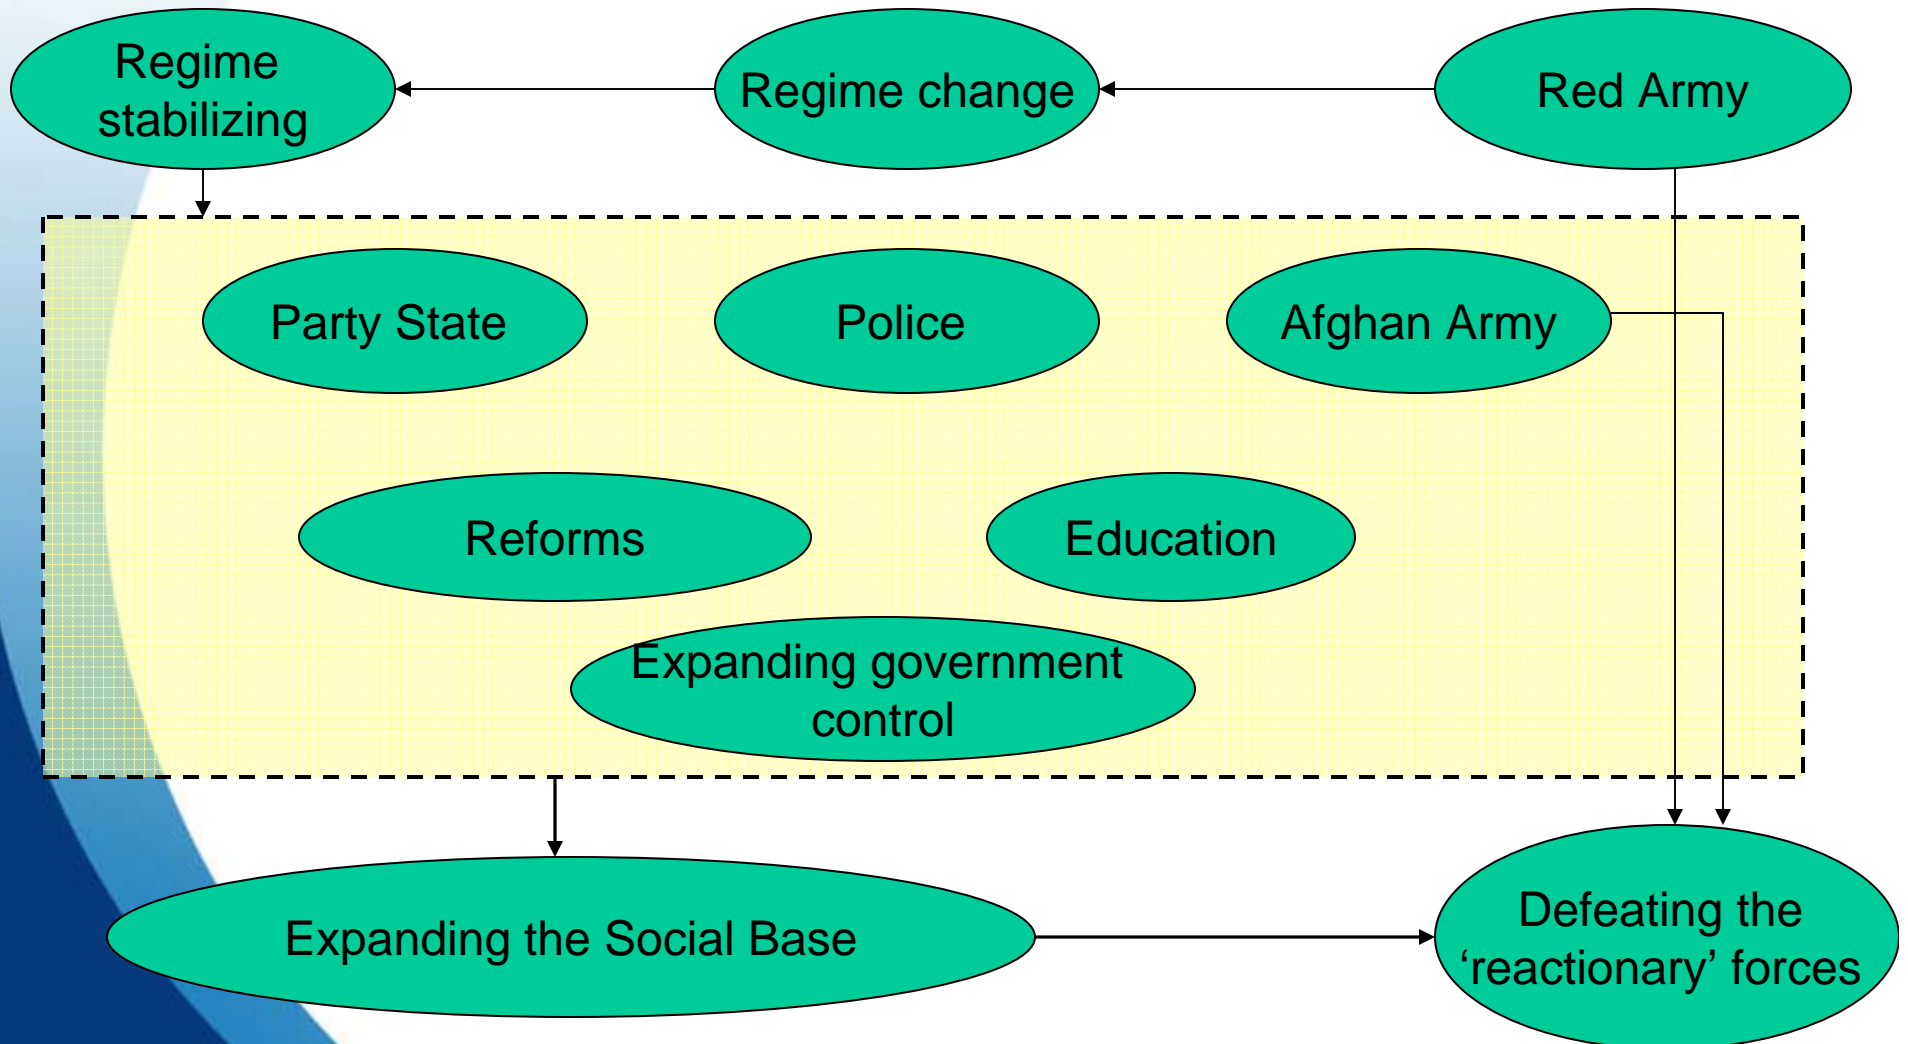 Regime
stabilizing
Regime change
Red Army
Party State
Police
Afghan Army
Reforms
Education
Expanding government
control
Expanding the Social Base
Defeating the
‘reactionary’ forces